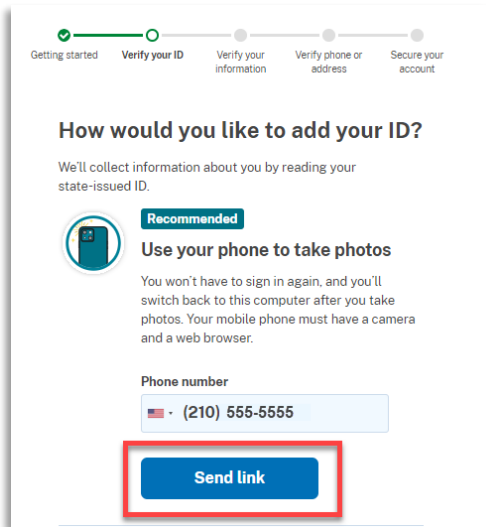 Getting started
Verify your ID
Verify your
information
Verify phone or
address
Secure your
account
How would you like to add your ID?
We'll collect information about you by reading your
state-issued ID.
Recommended
Use your phone to take photos
You won't have to sign in again, and you'll
switch back to this computer after you take
photos. Your mobile phone must have a camera
and a web browser.
Phone number
(210) 555-5555
Send link